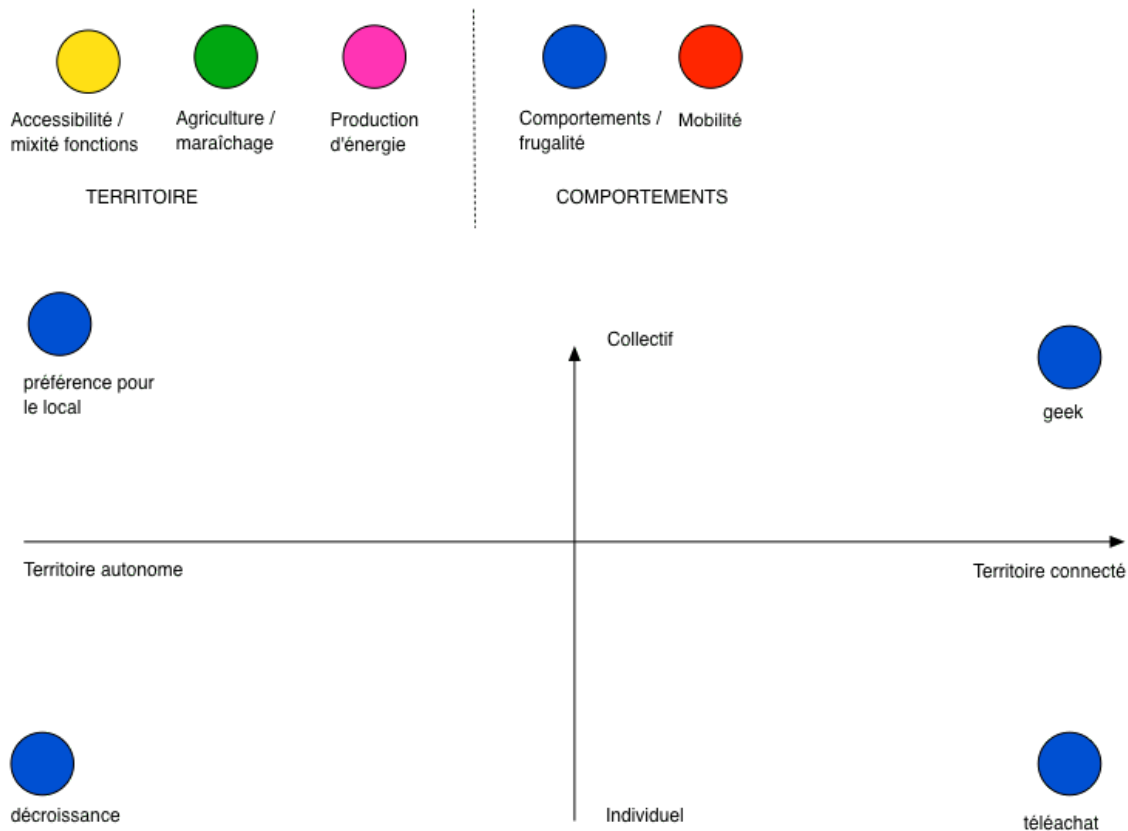 Accessibilité /
mixité fonctions
Agriculture /
maraîchage
Production
d'énergie
Comportements /
frugalité
Mobilité
TERRITOIRE
COMPORTEMENTS
Collectif
préférence pour
le local
geek
Territoire autonome
Territoire connecté
décroissance
Individuel
téléachat